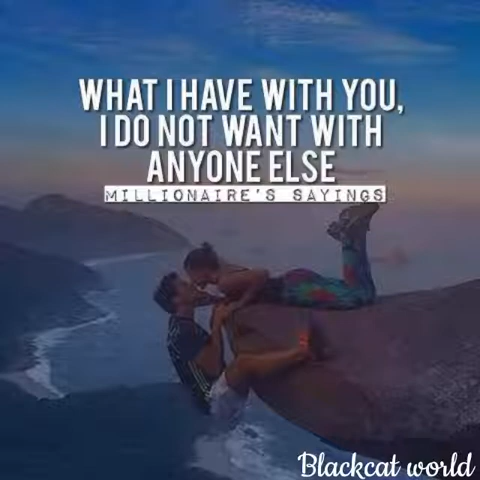 WHAT I HAVE WITH YOU,
I DO NOT WANT WITH
ANYONE ELSE
MILLIONAIRE'S SAYINGS
Blackcat world